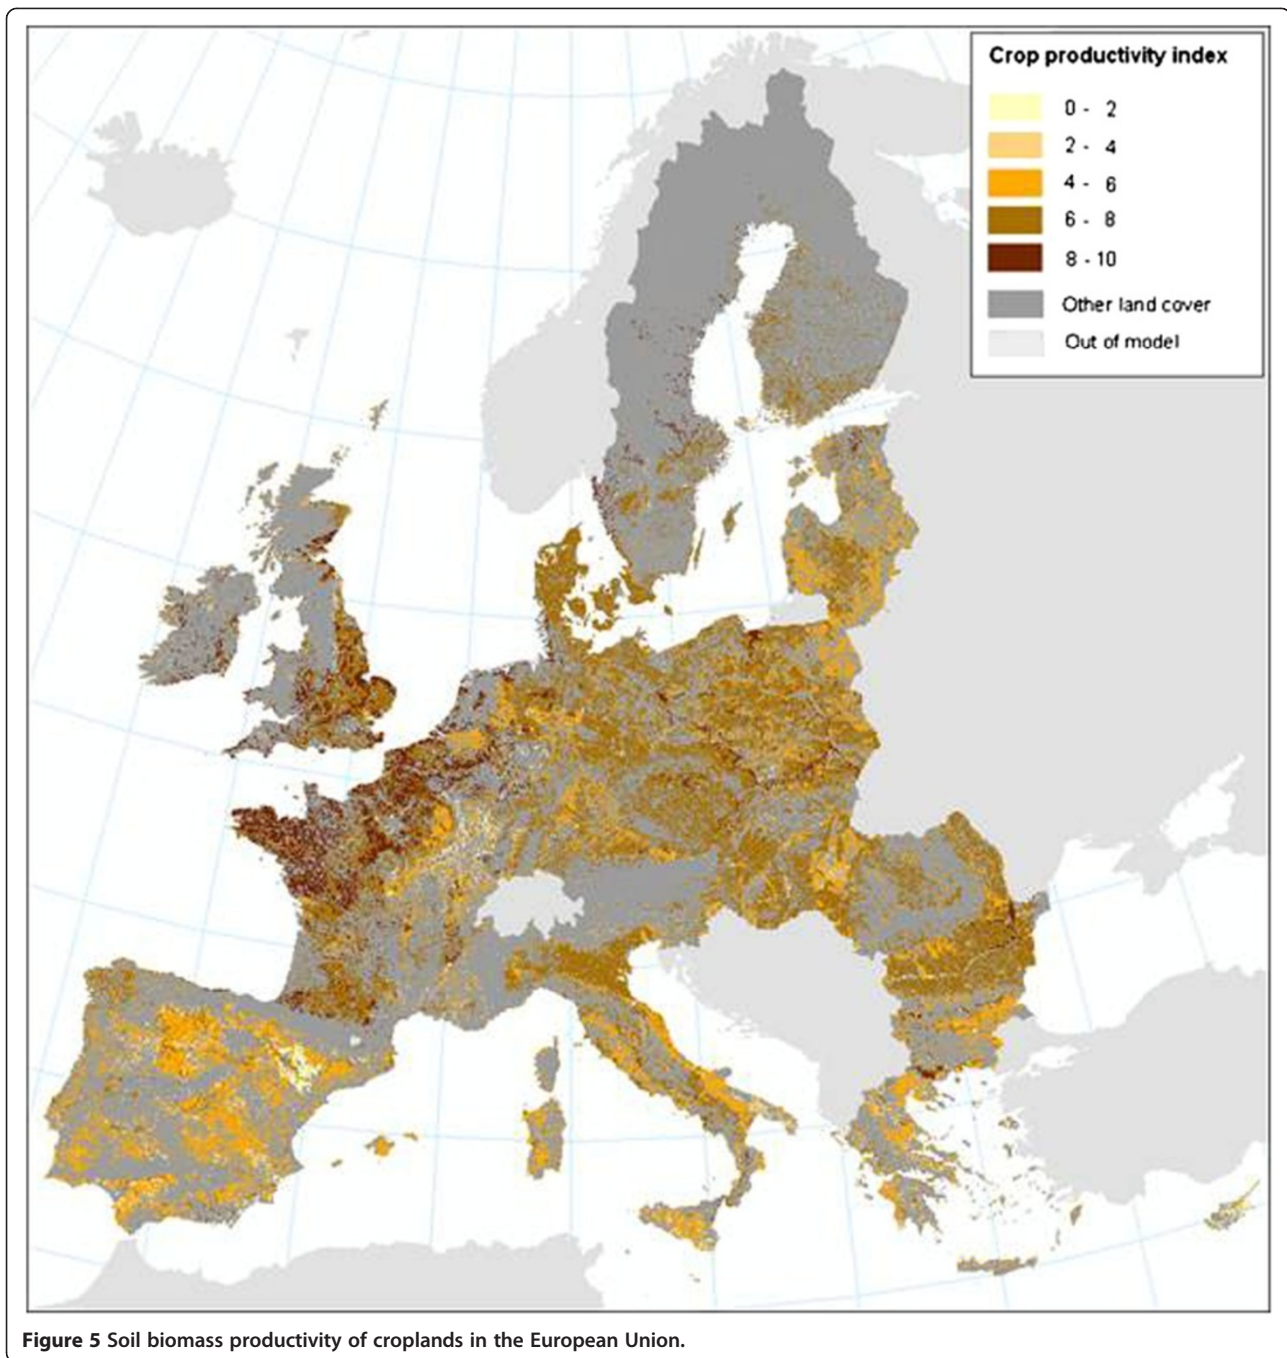 Crop productivity index
0 - 2
2 - 4
4 - 6
6 - 8
8 - 10
Other land cover
Out of model
Figure 5 Soil biomass productivity of croplands in the European Union.